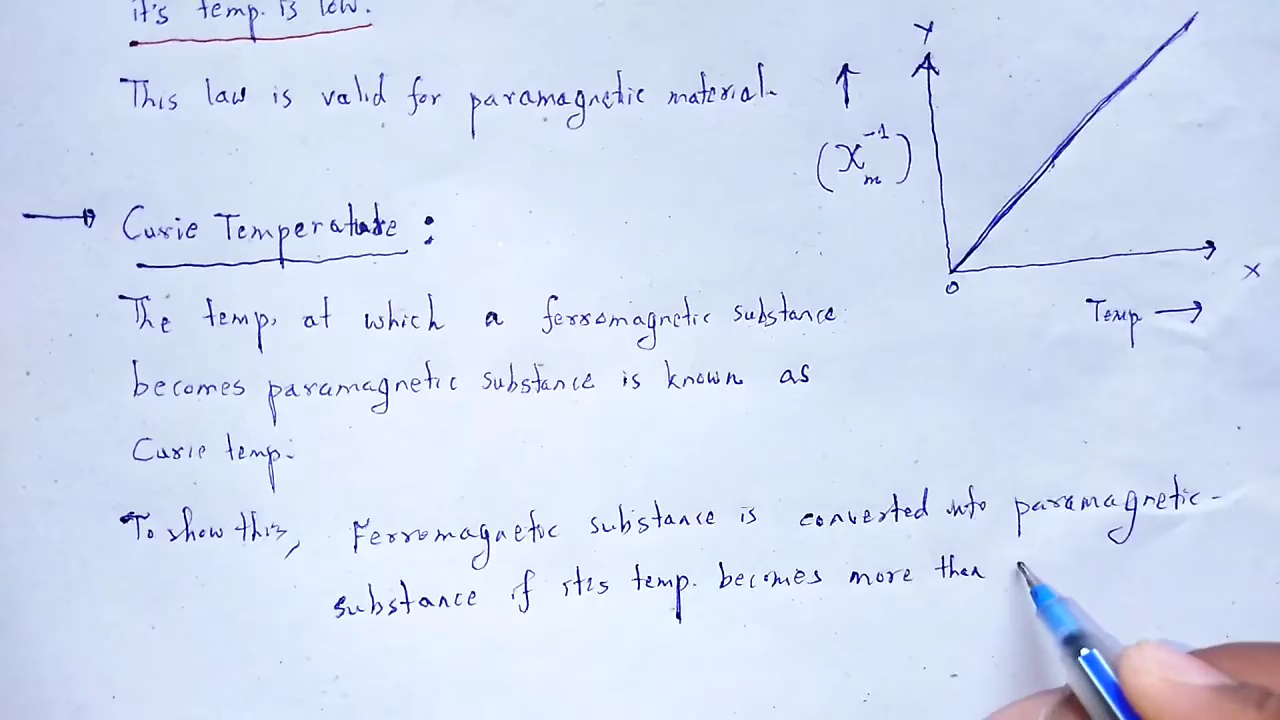 it's temp. is low.
This law is valid for paramagnetic material.
Curie Temperature :
The temp. at which a ferromagnetic substance
becomes paramagnetic substance is known as
Curie temp.
To show this, Ferromagnetic substance is converted into paramagnetic-
substance if its temp. becomes more than
Y
(χm⁻¹)
O
X
Temp →